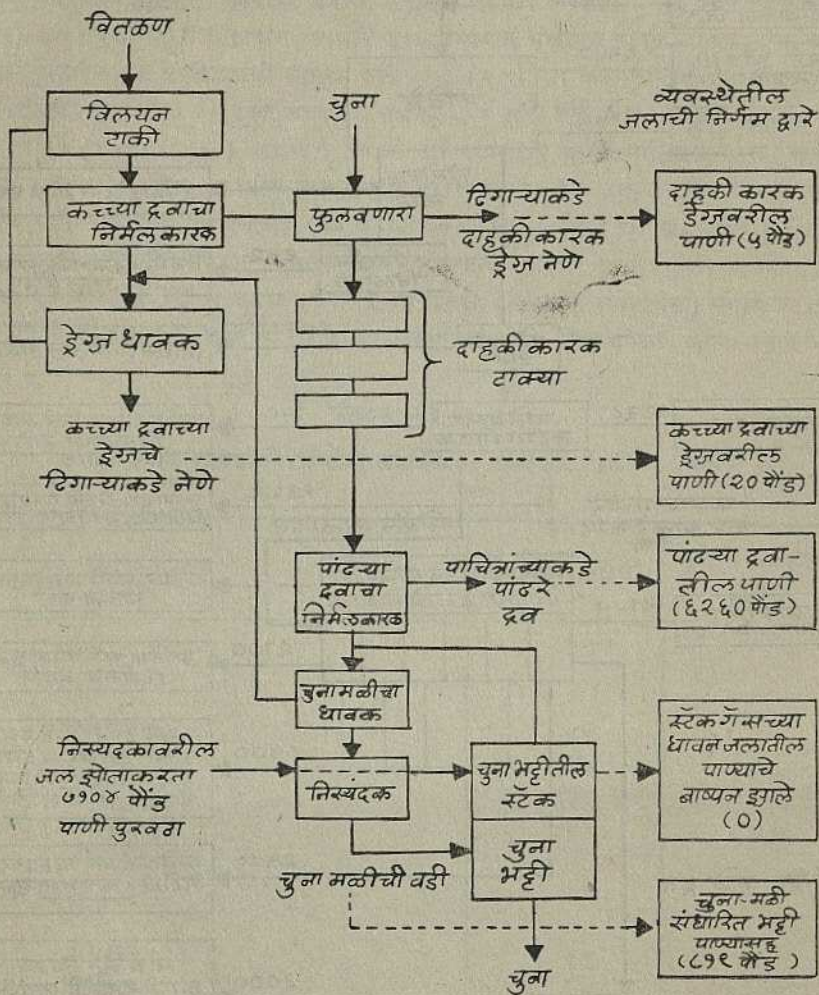 वितळण
विलयन
टाकी
कच्च्या द्रवाचा
निर्मलकारक
ड्रेग्ज धावक
कच्च्या द्रवाच्या
ड्रेग्जचे
ढिगाऱ्याकडे नेणे
चुना
फुलवणारा
ढिगाऱ्याकडे
दाहकी कारक
ड्रेग्ज नेणे
दाहकी कारक
टाक्या
पांढऱ्या
द्रवाचा
निर्मलकारक
पाचित्रांच्याकडे
पांढरे
द्रव
चुनामळीचा
धावक
निस्यंदकावरील
जल झोताकरता
७१०४ पौंड
पाणी पुरवठा
निस्यंदक
चुना भट्टीतील
स्टॅक
चुना
भट्टी
चुना मळीची वडी
चुना
व्यवस्थेतील
जलाची निर्गम द्वारे
दाहकी कारक
ड्रेग्जवरील
पाणी (५ पौंड)
कच्च्या द्रवाच्या
ड्रेग्जवरील
पाणी (२० पौंड)
पांढऱ्या द्रवा-
तील पाणी
(६२६० पौंड)
स्टॅक गॅसच्या
धावन जलातील
पाण्याचे
बाष्पन झाले
(०)
चुना-मळी
संधारित भट्टी
पाण्यासह
(८१९ पौंड)